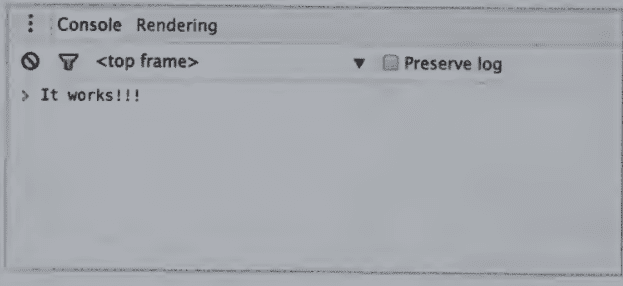 Console Rendering
<top frame> ▼ Preserve log
> It works!!!